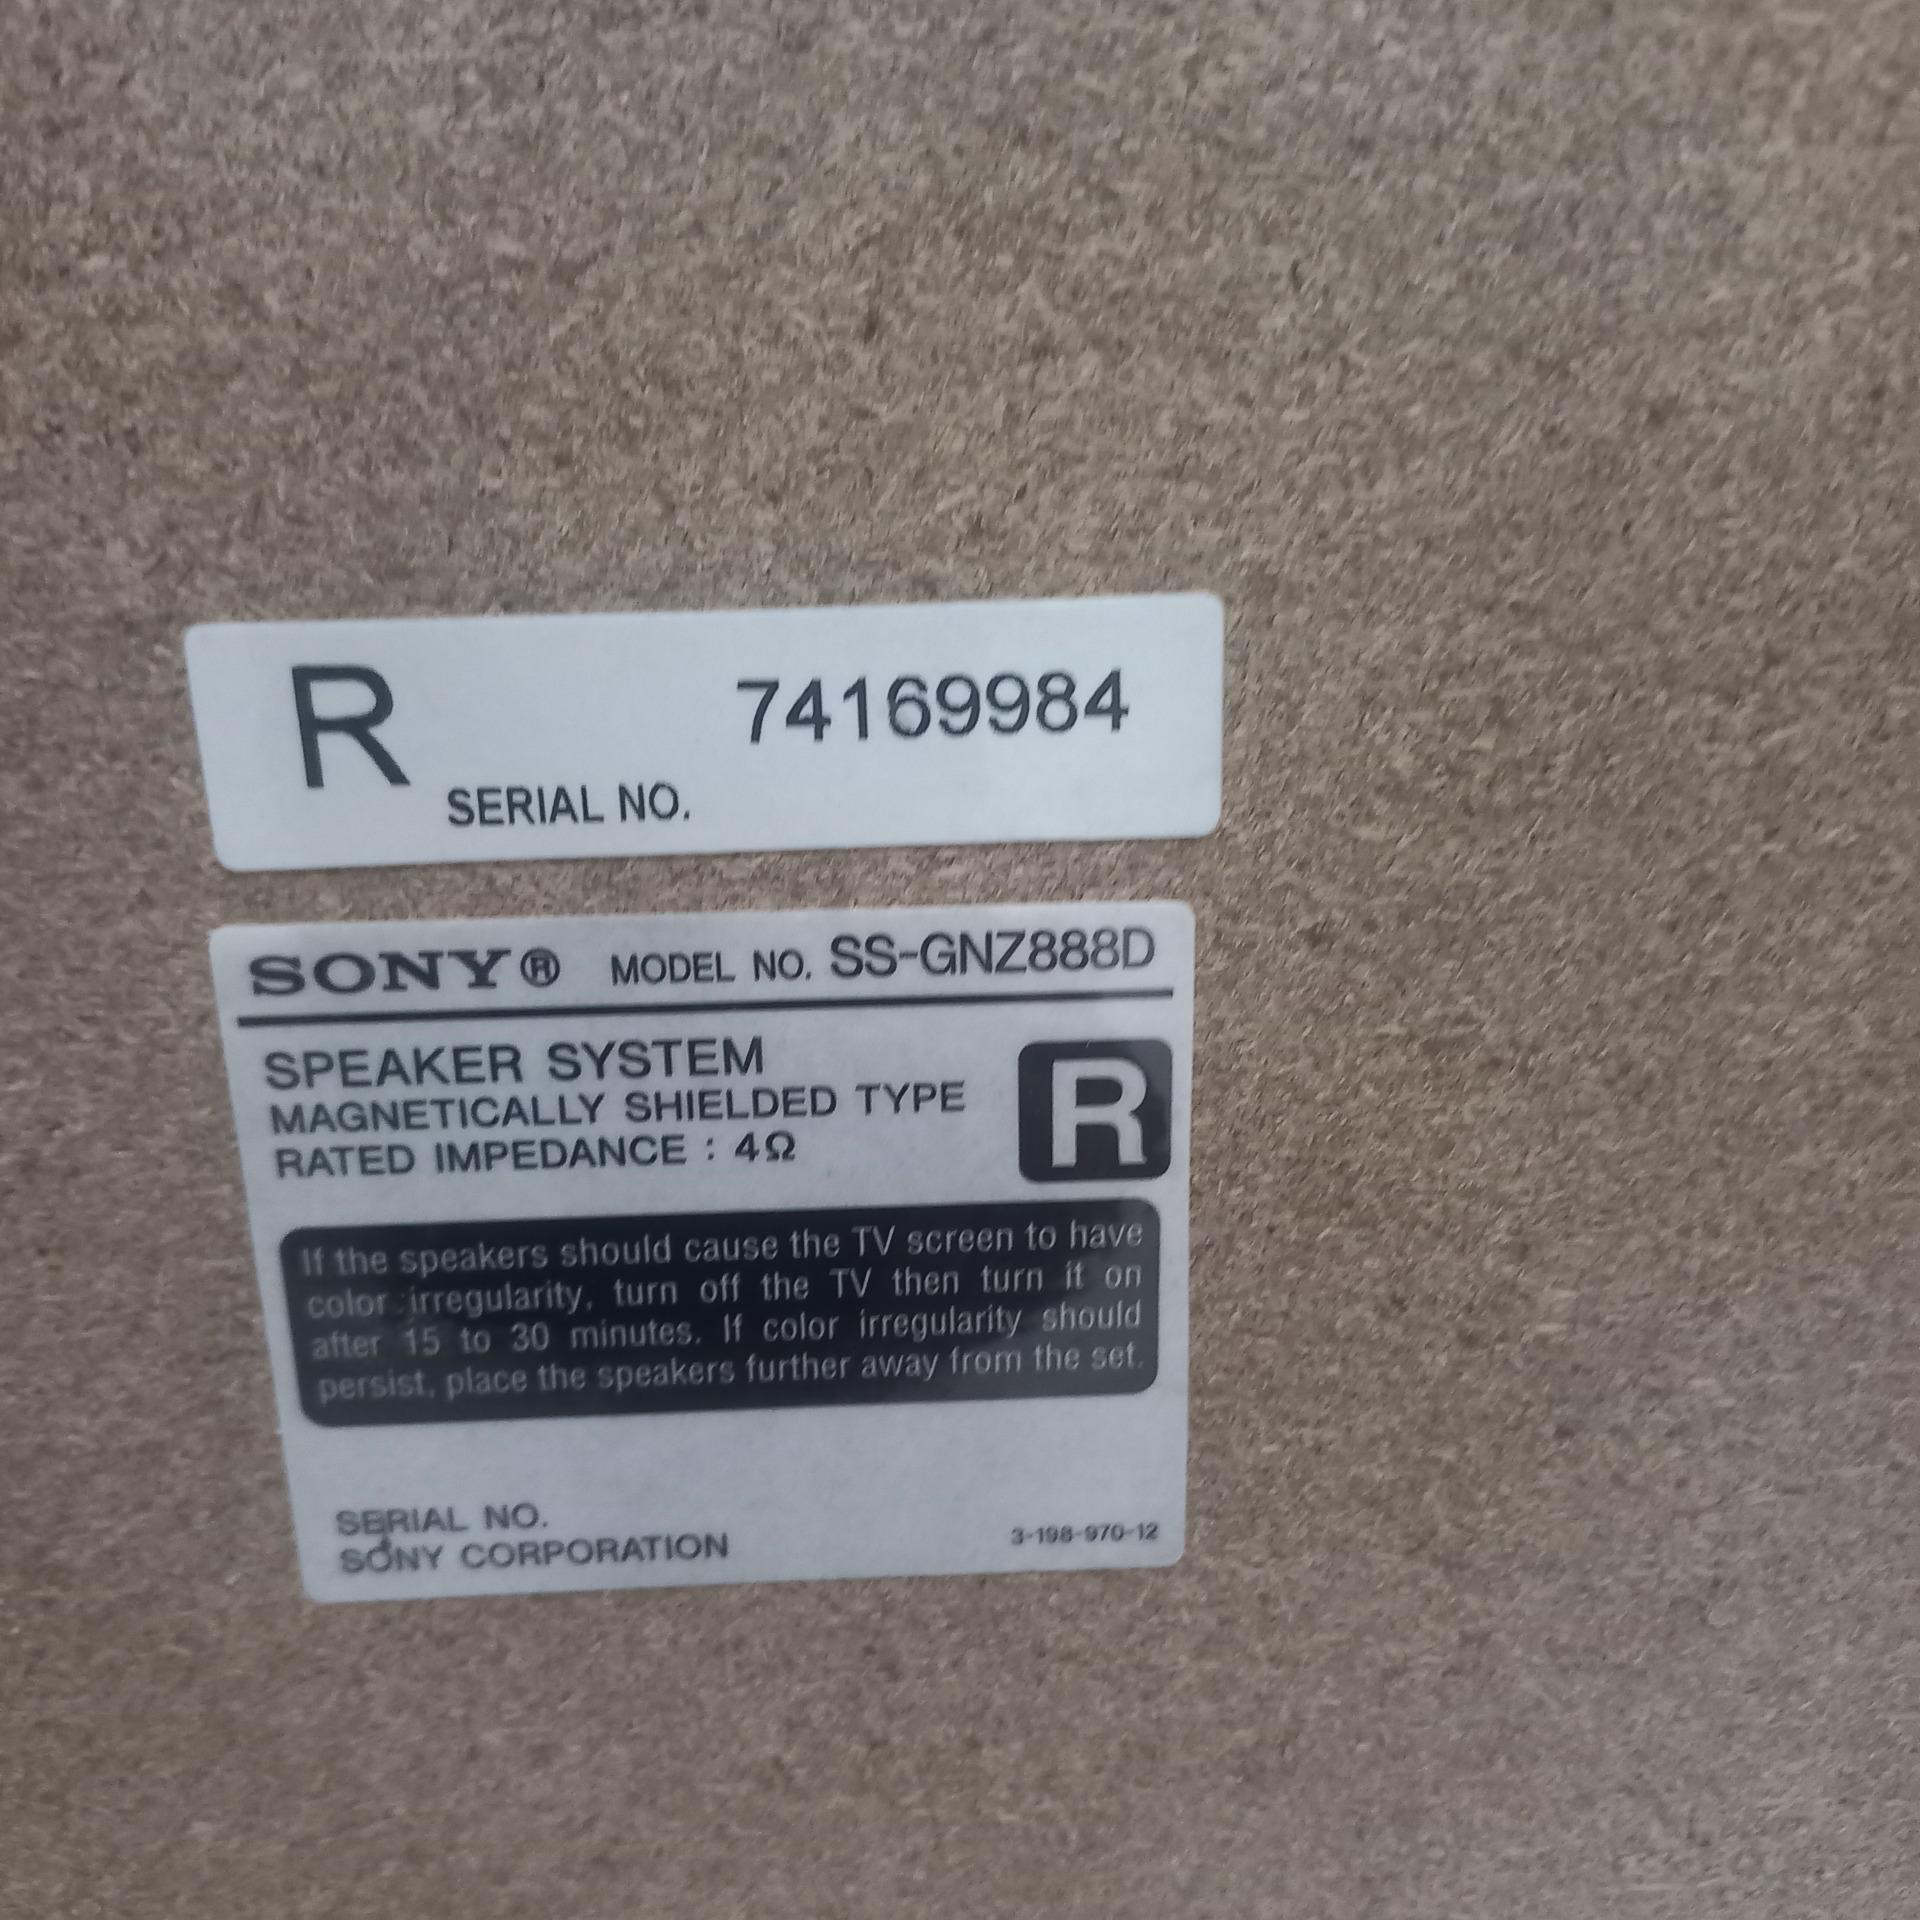 R 74169984
SERIAL NO.
SONY® MODEL NO. SS-GNZ888D
SPEAKER SYSTEM
MAGNETICALLY SHIELDED TYPE
RATED IMPEDANCE : 4Ω
R
If the speakers should cause the TV screen to have
color irregularity, turn off the TV then turn it on
after 15 to 30 minutes. If color irregularity should
persist, place the speakers further away from the set.
SERIAL NO.
SONY CORPORATION 3-198-970-12